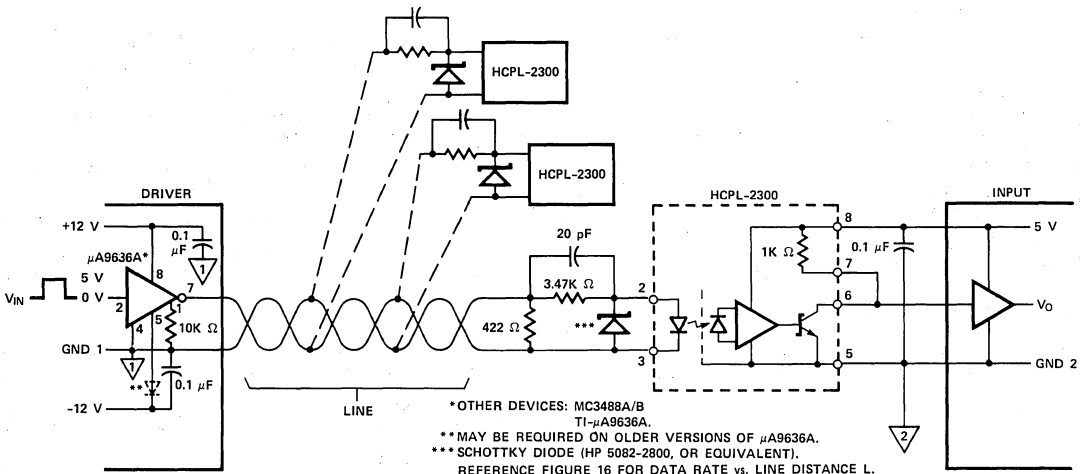 HCPL-2300
HCPL-2300
DRIVER
+12 V
0.1
μF
1
μA9636A*
8
5 V
VIN
0 V
2
7
1
4
5
10K Ω
GND 1
1
**
0.1 μF
-12 V
LINE
20 pF
3.47K Ω
422 Ω
***
2
3
HCPL-2300
8
1K Ω
7
6
5
0.1 μF
2
INPUT
5 V
VO
GND 2
*OTHER DEVICES: MC3488A/B
TI-μA9636A.
**MAY BE REQUIRED ON OLDER VERSIONS OF μA9636A.
***SCHOTTKY DIODE (HP 5082-2800, OR EQUIVALENT).
REFERENCE FIGURE 16 FOR DATA RATE vs. LINE DISTANCE L.